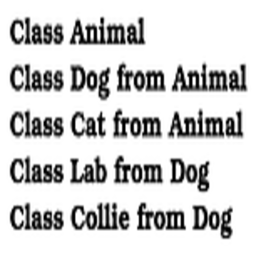 Class Animal
Class Dog from Animal
Class Cat from Animal
Class Lab from Dog
Class Collie from Dog